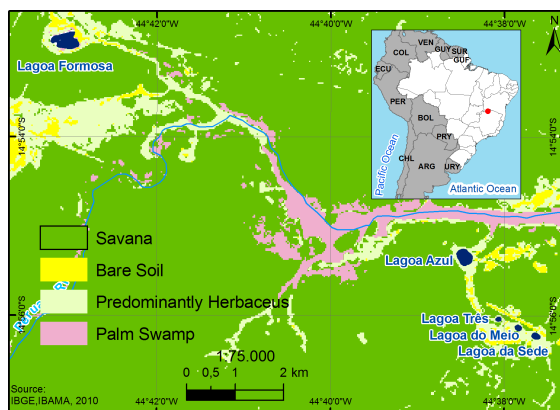 44°42'0"W
44°40'0"W
44°38'0"W
N
Lagoa Formosa
VEN
GUY
SUR
GUF
COL
ECU
PER
BOL
PRY
CHL
ARG
URY
Pacific Ocean
Atlantic Ocean
14°54'0"S
14°54'0"S
Savana
Bare Soil
Predominantly Herbaceus
Palm Swamp
Lagoa Azul
Lagoa Três
Lagoa do Meio
Lagoa da Sede
14°56'0"S
1:75.000
0 0,5 1 2 km
Source:
IBGE,IBAMA, 2010
44°42'0"W
44°40'0"W
44°38'0"W